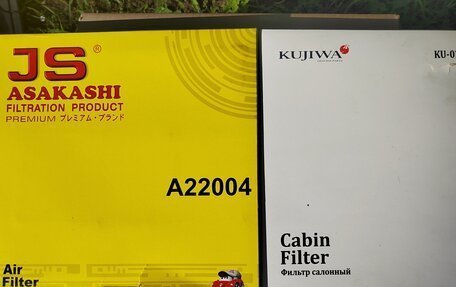 JS®
ASAKASHI
FILTRATION PRODUCT
PREMIUM プレミアム・ブランド
A22004
Air
Filter
KUJIWA
Cabin
Filter
Фильтр салонный